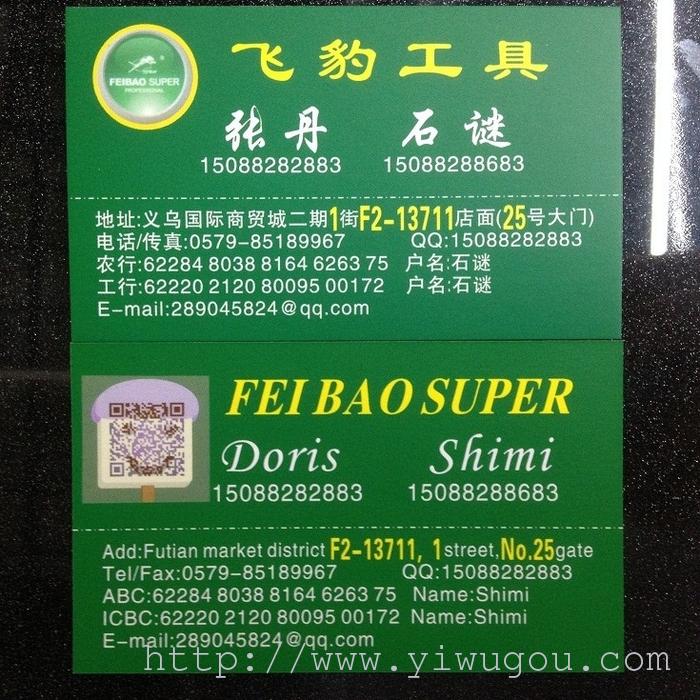 FEIBAO SUPER
PROFESSIONAL
飞豹工具
张丹 石谜
15088282883 15088288683
地址:义乌国际商贸城二期1街F2-13711店面(25号大门)
电话/传真:0579-85189967 QQ:15088282883
农行:62284 8038 8164 6263 75 户名:石谜
工行:62220 2120 80095 00172 户名:石谜
E-mail:289045824@qq.com
FEI BAO SUPER
Doris Shimi
15088282883 15088288683
Add:Futian market district F2-13711, 1street,No.25gate
Tel/Fax:0579-85189967 QQ:15088282883
ABC:62284 8038 8164 6263 75 Name:Shimi
ICBC:62220 2120 80095 00172 Name:Shimi
E-mail:289045824@qq.com
http://www.yiwugou.com